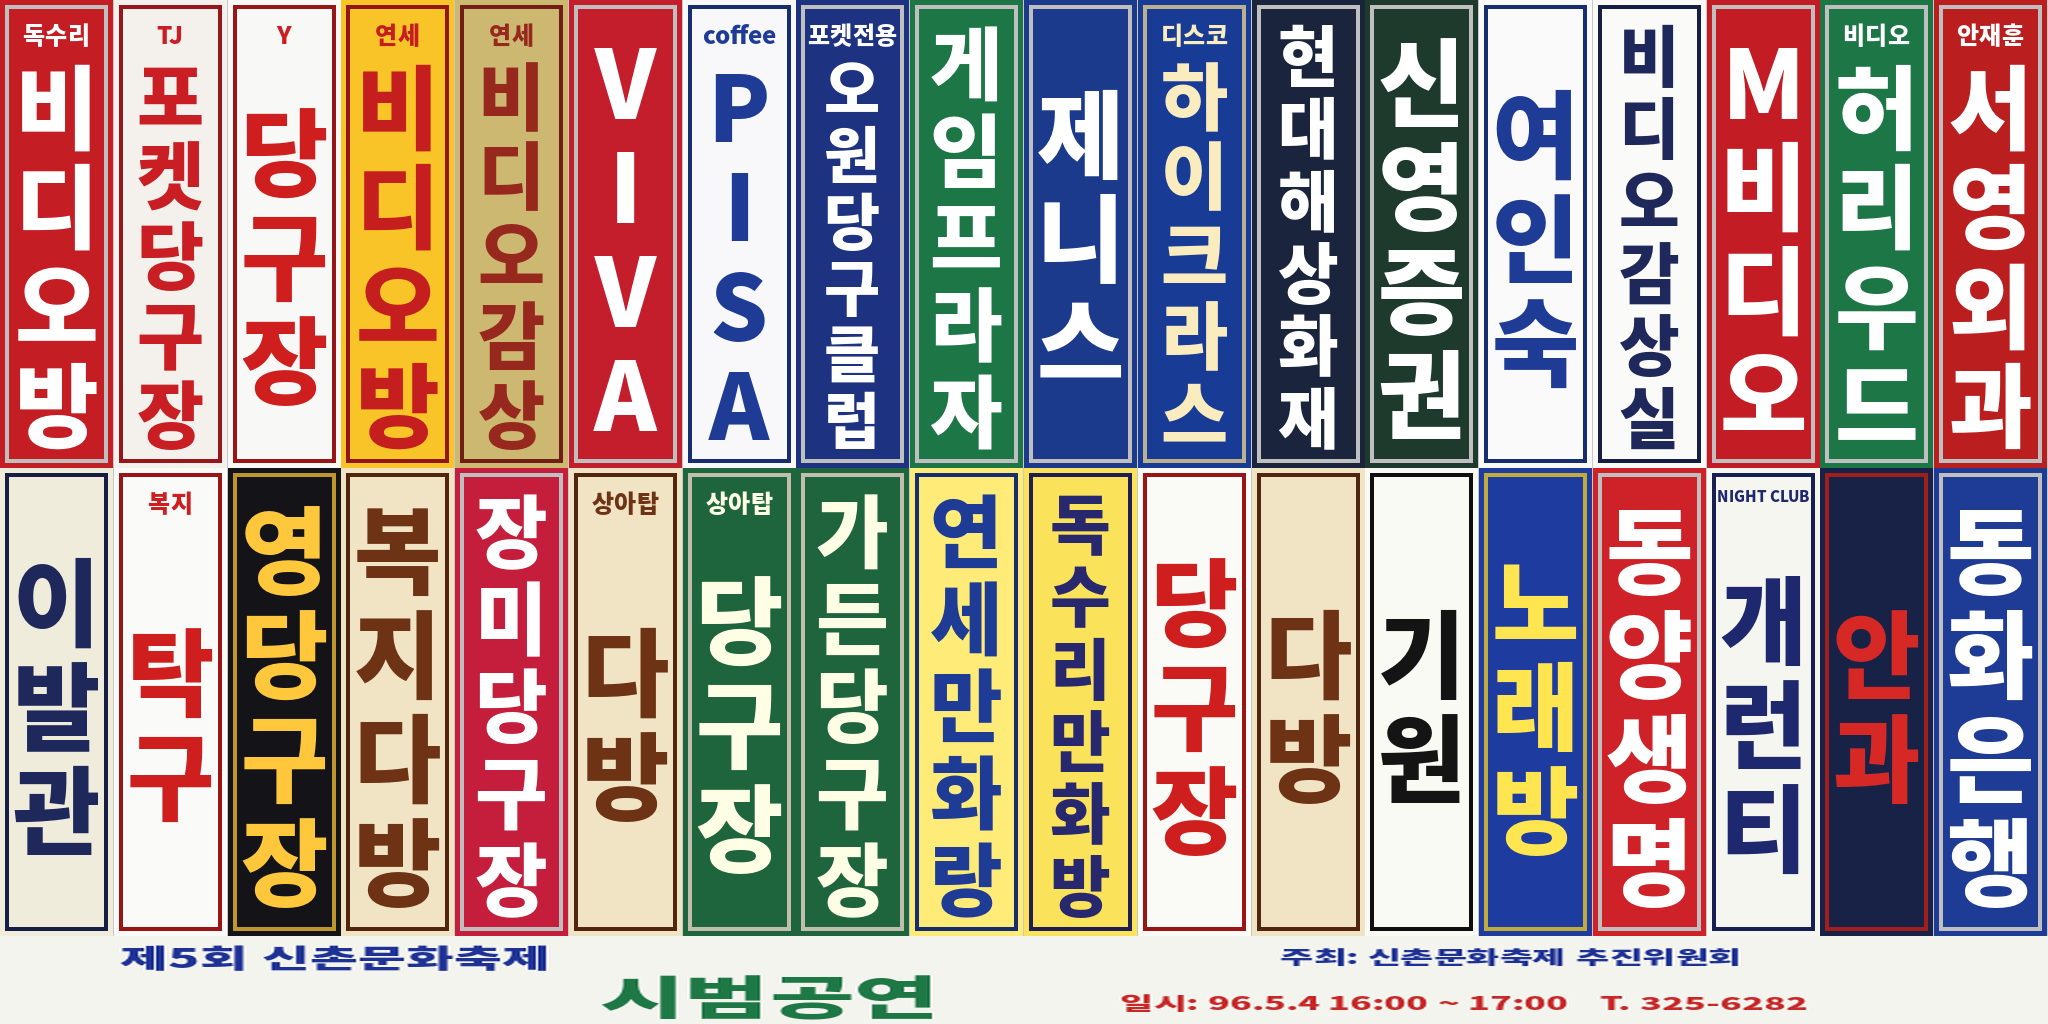 독수리 비디오방
TJ 포켓당구장
Y 당구장
연세 비디오방
연세 비디오감상
VIVA
coffee PISA
포켓전용 오원당구클럽
게임프라자
제니스
디스코 하이크라스
현대해상화재
신영증권
여인숙
비디오감상실
M비디오
비디오 허리우드
안재훈 서영외과
이발관
복지 탁구
영당구장
복지다방
장미당구장
상아탑 다방
상아탑 당구장
가든당구장
연세만화랑
독수리만화방
당구장
다방
기원
노래방
동양생명
NIGHT CLUB 개런티
안과
동화은행
제5회 신촌문화축제
시범공연
주최: 신촌문화축제 추진위원회
일시: 96.5.4 16:00 ~ 17:00 T. 325-6282